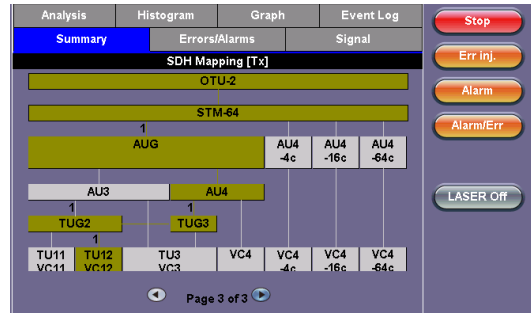 Analysis Histogram Graph Event Log
Summary Errors/Alarms Signal
SDH Mapping [Tx]
OTU-2
STM-64
1
AUG AU4 -4c AU4 -16c AU4 -64c
AU3 AU4
1 1
TUG2 TUG3
1
TU11 VC11 TU12 VC12 TU3 VC3 VC4 VC4 -4c VC4 -16c VC4 -64c
Page 3 of 3
Stop
Err inj.
Alarm
Alarm/Err
LASER Off